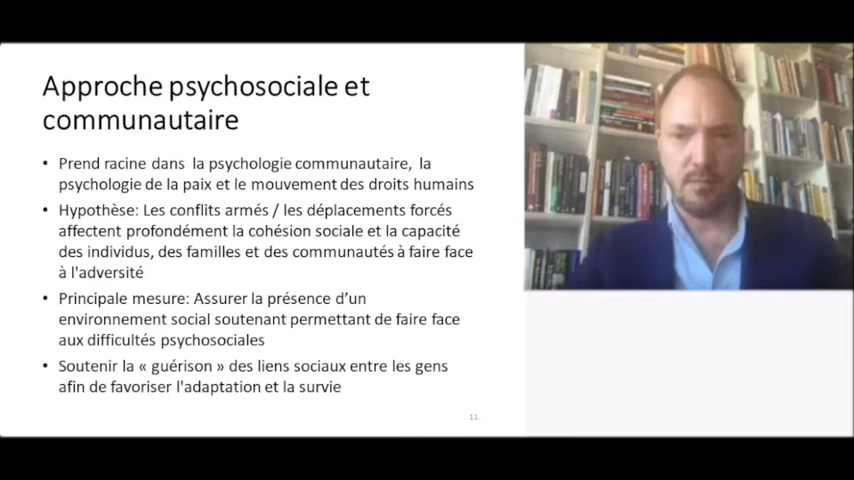 Approche psychosociale et
communautaire
• Prend racine dans la psychologie communautaire, la
psychologie de la paix et le mouvement des droits humains
• Hypothèse: Les conflits armés / les déplacements forcés
affectent profondément la cohésion sociale et la capacité
des individus, des familles et des communautés à faire face
à l'adversité
• Principale mesure: Assurer la présence d’un
environnement social soutenant permettant de faire face
aux difficultés psychosociales
• Soutenir la « guérison » des liens sociaux entre les gens
afin de favoriser l'adaptation et la survie
11